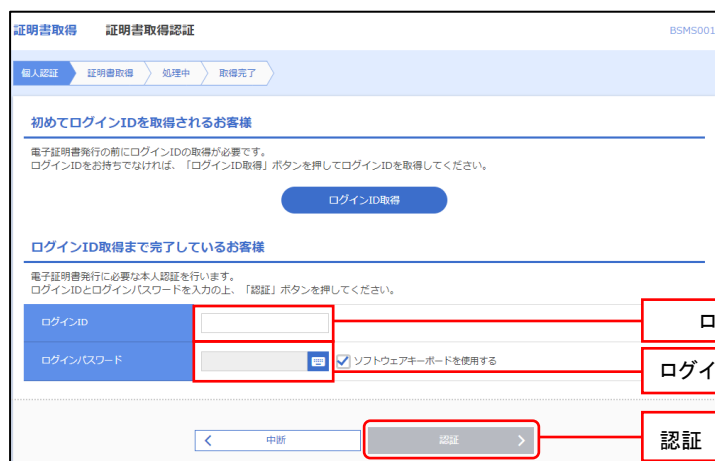 証明書取得 証明書取得認証 BSMS001
個人認証 証明書取得 処理中 取得完了
初めてログインIDを取得されるお客様
電子証明書発行の前にログインIDの取得が必要です。
ログインIDをお持ちでなければ、「ログインID取得」ボタンを押してログインIDを取得してください。
ログインID取得
ログインID取得まで完了しているお客様
電子証明書発行に必要な本人認証を行います。
ログインIDとログインパスワードを入力の上、「認証」ボタンを押してください。
ログインID
ロ
ログインパスワード ソフトウェアキーボードを使用する
ログイ
中断 認証 認証